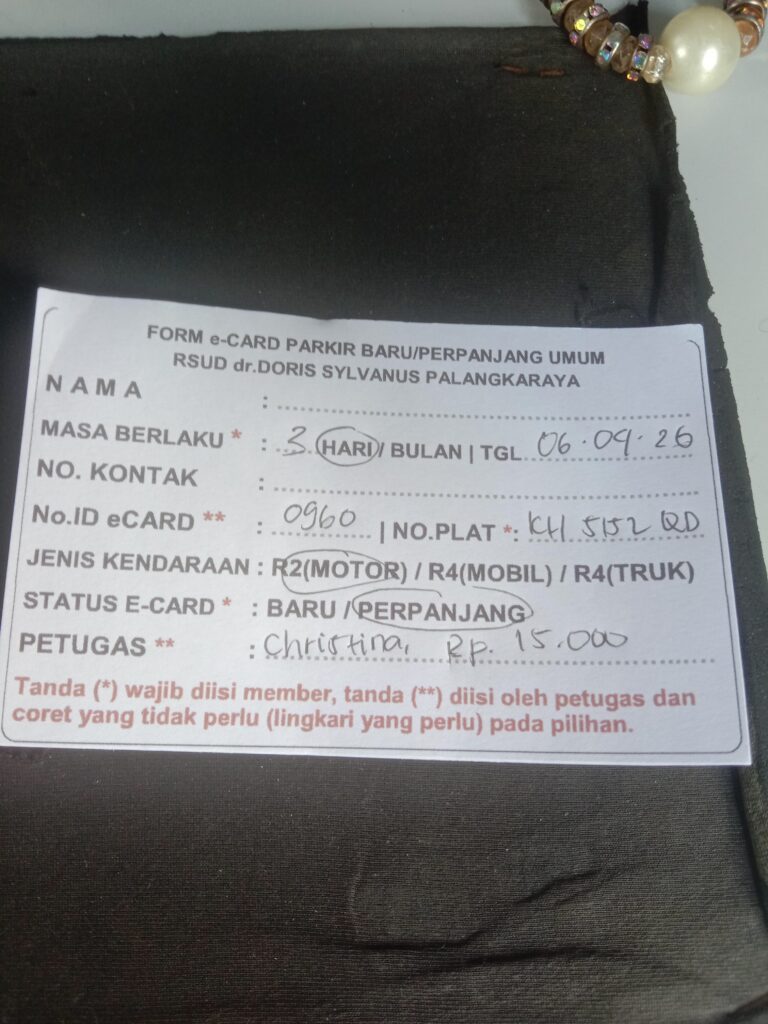 FORM e-CARD PARKIR BARU/PERPANJANG UMUM
RSUD dr.DORIS SYLVANUS PALANGKARAYA
NAMA :
MASA BERLAKU * : 3 HARI / BULAN | TGL 06.09.26
NO. KONTAK :
No.ID eCARD ** : 0960 | NO.PLAT *: KH 5152 QD
JENIS KENDARAAN : R2(MOTOR) / R4(MOBIL) / R4(TRUK)
STATUS E-CARD * : BARU / PERPANJANG
PETUGAS ** : Christina, Rp. 15.000
Tanda (*) wajib diisi member, tanda (**) diisi oleh petugas dan
coret yang tidak perlu (lingkari yang perlu) pada pilihan.